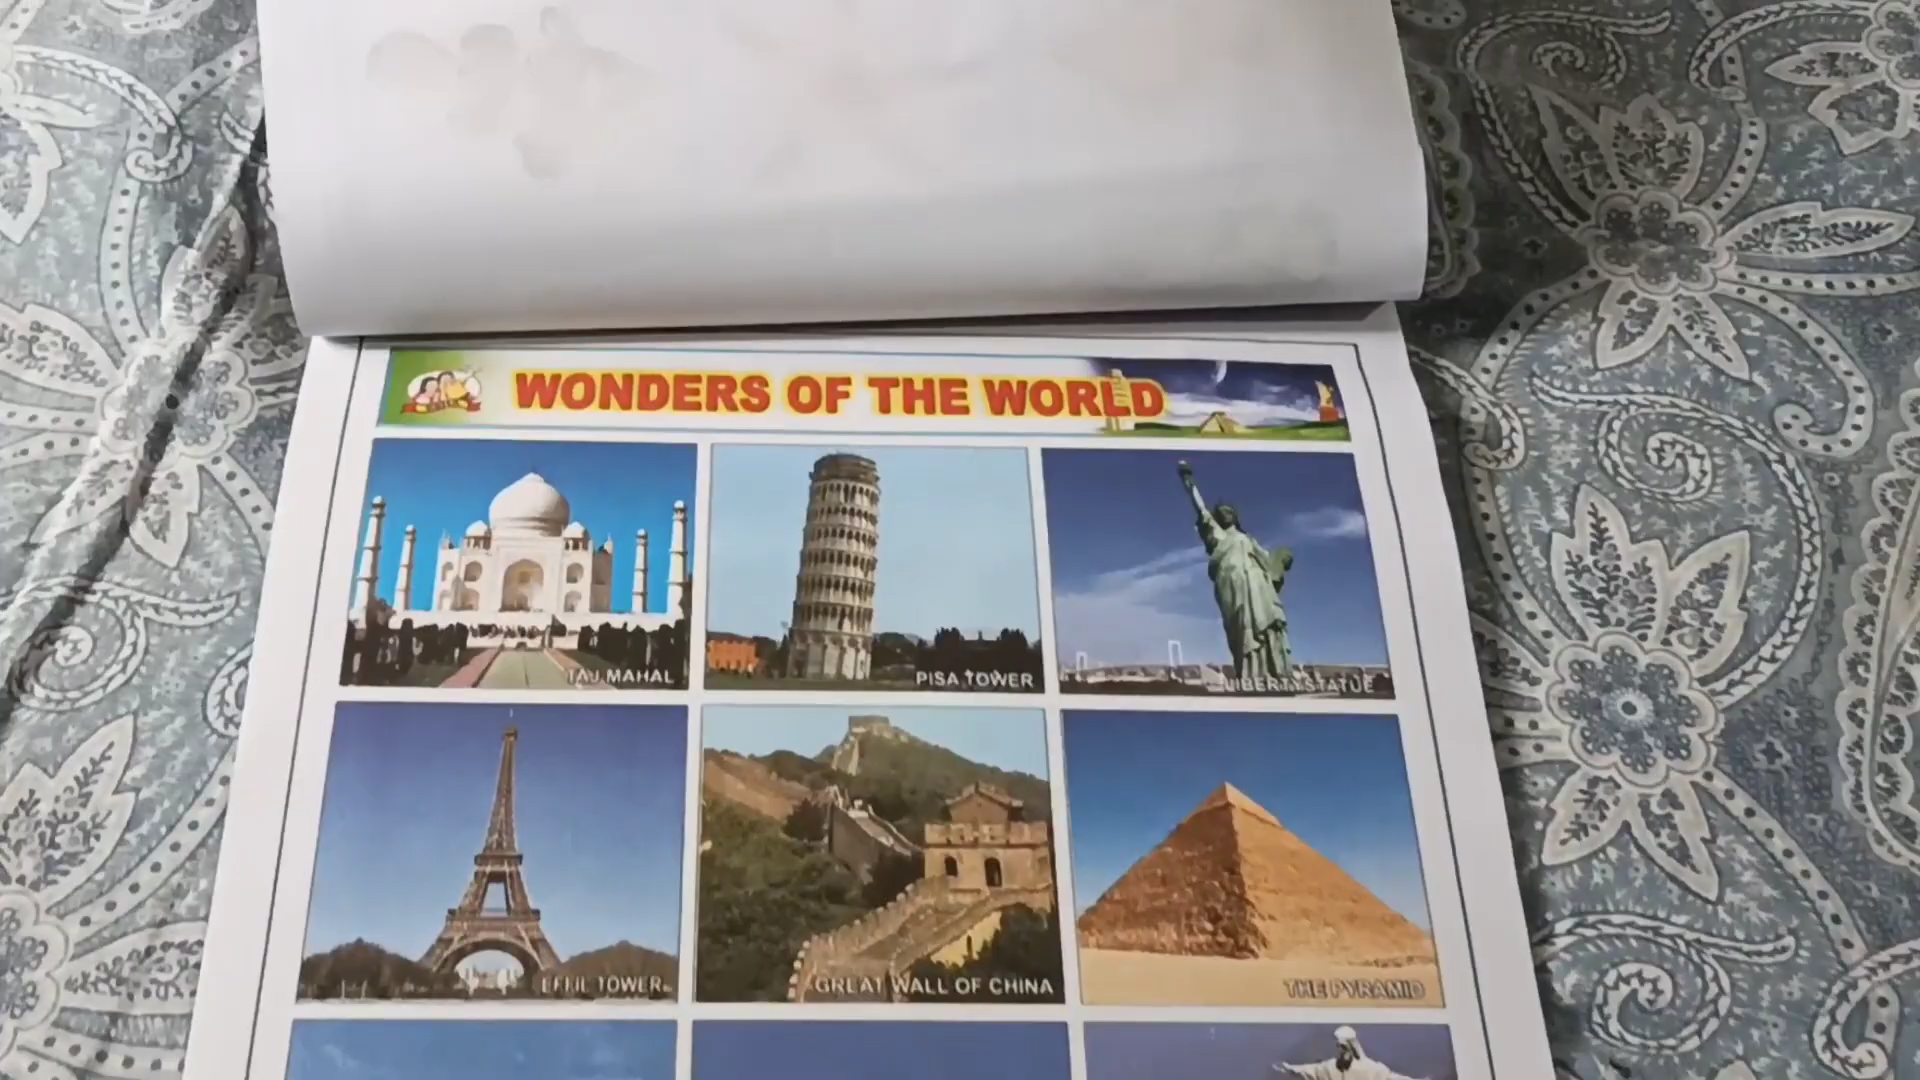 WONDERS OF THE WORLD
TAJ MAHAL
PISA TOWER
LIBERTY STATUE
EFFIL TOWER
GREAT WALL OF CHINA
THE PYRAMID